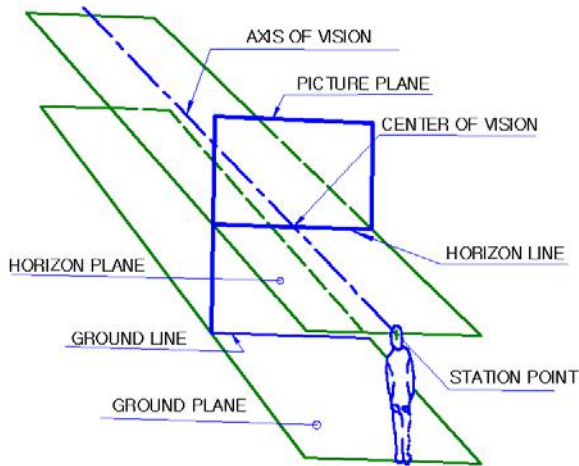 AXIS OF VISION
PICTURE PLANE
CENTER OF VISION
HORIZON LINE
HORIZON PLANE
GROUND LINE
STATION POINT
GROUND PLANE